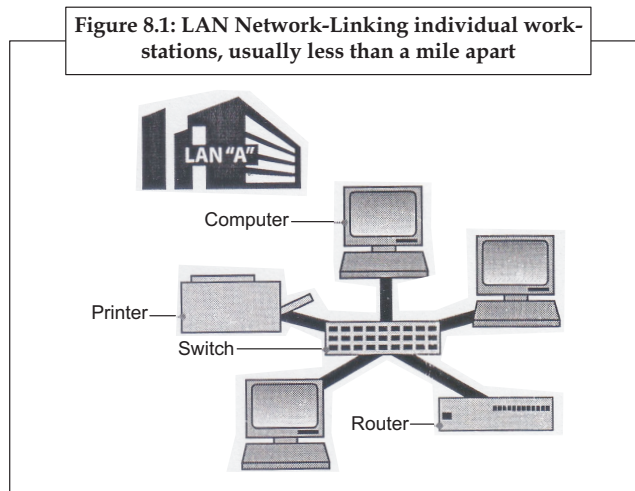 Figure 8.1: LAN Network-Linking individual work-
stations, usually less than a mile apart
LAN "A"
Computer
Printer
Switch
Router